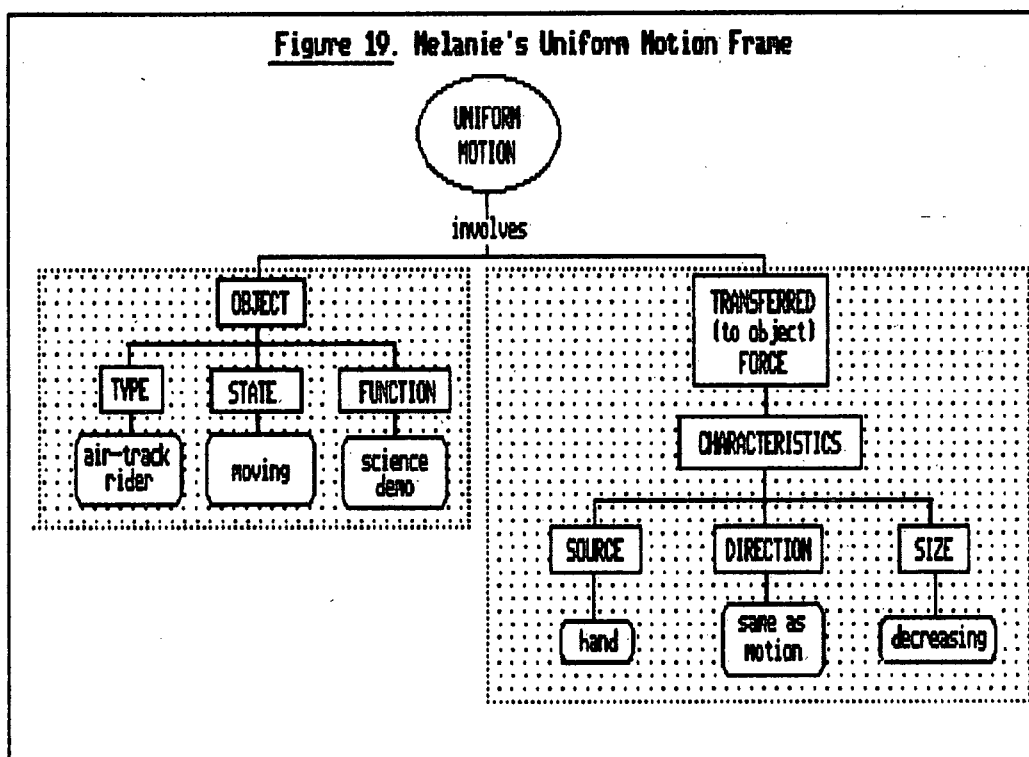 Figure 19. Melanie's Uniform Motion Frame
UNIFORM
MOTION
involves
OBJECT
TYPE
STATE
FUNCTION
air-track
rider
moving
science
demo
TRANSFERRED
(to object)
FORCE
CHARACTERISTICS
SOURCE
DIRECTION
SIZE
hand
same as
motion
decreasing